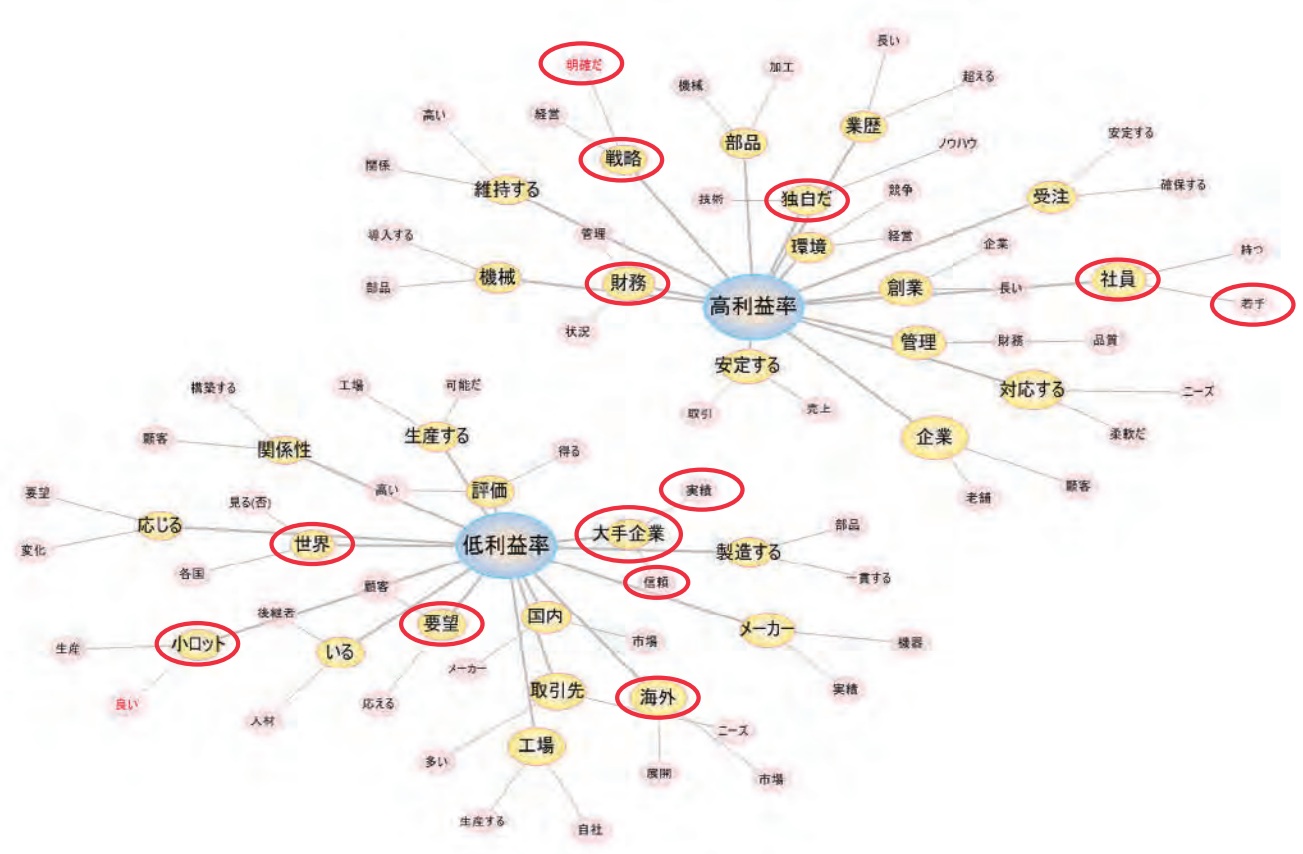 長い
明確だ
加工
超える
機械
高い
経営
業歴
安定する
部品
ノウハウ
戦略
関係
維持する
競争
確保する
技術
独自だ
受注
導入する
管理
環境
経営
企業
持つ
機械
財務
社員
部品
創業
長い
若手
高利益率
状況
管理
財務
品質
安定する
対応する
ニーズ
構築する
工場
可能だ
取引
売上
柔軟だ
顧客
関係性
生産する
企業
得る
要望
見る(否)
高い
評価
実績
老舗
顧客
応じる
大手企業
部品
変化
世界
低利益率
製造する
各国
信頼
一貫する
顧客
後継者
要望
国内
メーカー
機器
生産
小ロット
いる
市場
メーカー
実績
良い
人材
応える
取引先
海外
ニーズ
多い
工場
展開
市場
生産する
自社